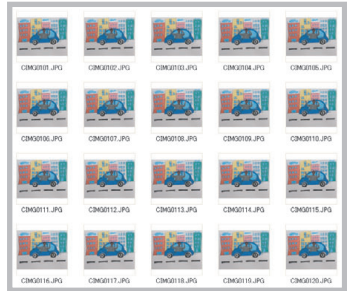 CIMG0101.JPG CIMG0102.JPG CIMG0103.JPG CIMG0104.JPG CIMG0105.JPG
CIMG0106.JPG CIMG0107.JPG CIMG0108.JPG CIMG0109.JPG CIMG0110.JPG
CIMG0111.JPG CIMG0112.JPG CIMG0113.JPG CIMG0114.JPG CIMG0115.JPG
CIMG0116.JPG CIMG0117.JPG CIMG0118.JPG CIMG0119.JPG CIMG0120.JPG